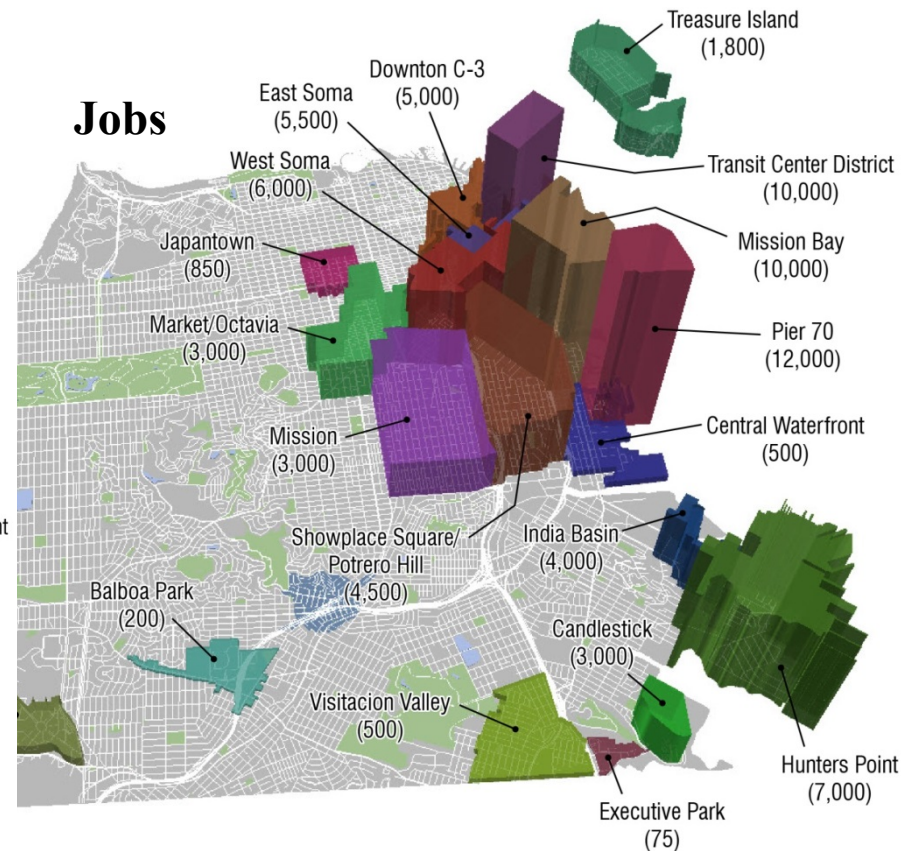 Jobs
Treasure Island
(1,800)
Downton C-3
(5,000)
East Soma
(5,500)
West Soma
(6,000)
Transit Center District
(10,000)
Japantown
(850)
Mission Bay
(10,000)
Market/Octavia
(3,000)
Pier 70
(12,000)
Mission
(3,000)
Central Waterfront
(500)
Showplace Square/
Potrero Hill
(4,500)
India Basin
(4,000)
Balboa Park
(200)
Candlestick
(3,000)
Visitacion Valley
(500)
Hunters Point
(7,000)
Executive Park
(75)